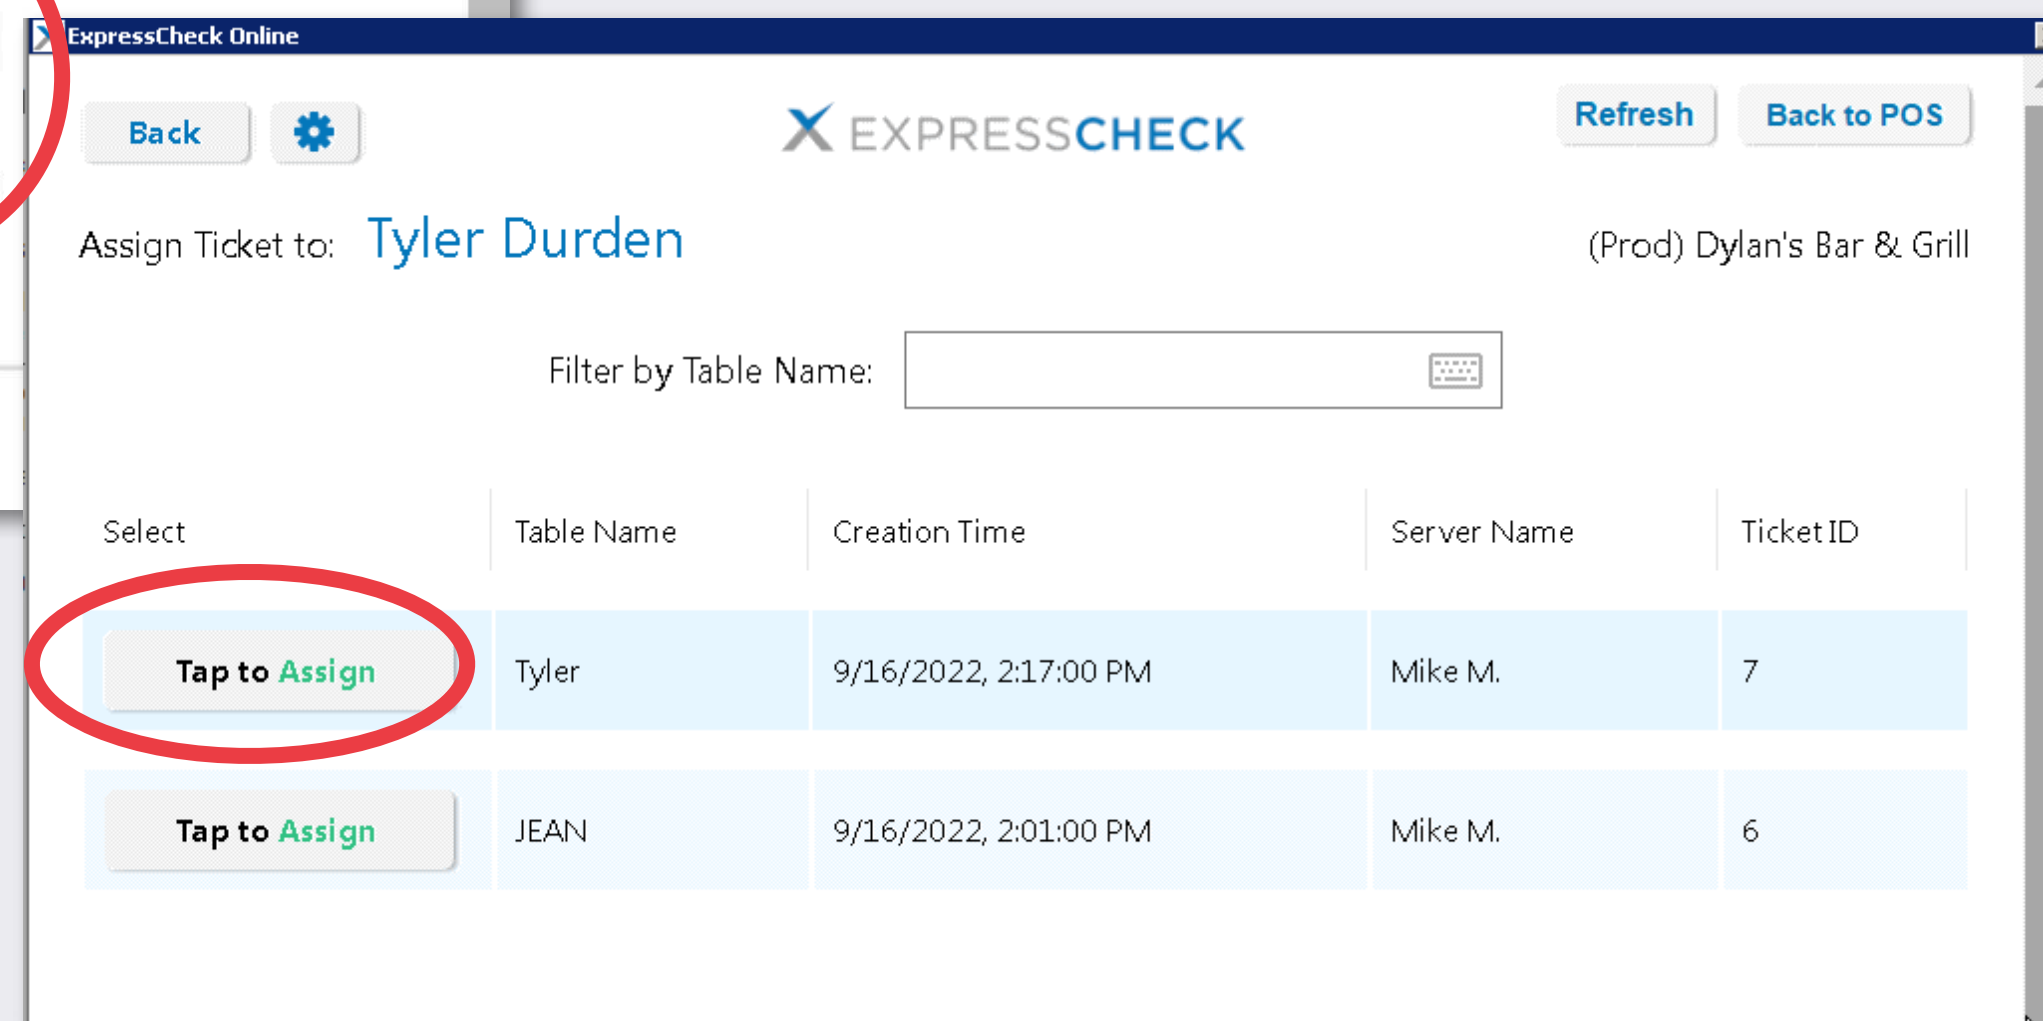 ExpressCheck Online
Back
EXPRESSCHECK
Refresh
Back to POS
Assign Ticket to: Tyler Durden
(Prod) Dylan's Bar & Grill
Filter by Table Name:
Select Table Name Creation Time Server Name Ticket ID
Tap to Assign Tyler 9/16/2022, 2:17:00 PM Mike M. 7
Tap to Assign JEAN 9/16/2022, 2:01:00 PM Mike M. 6